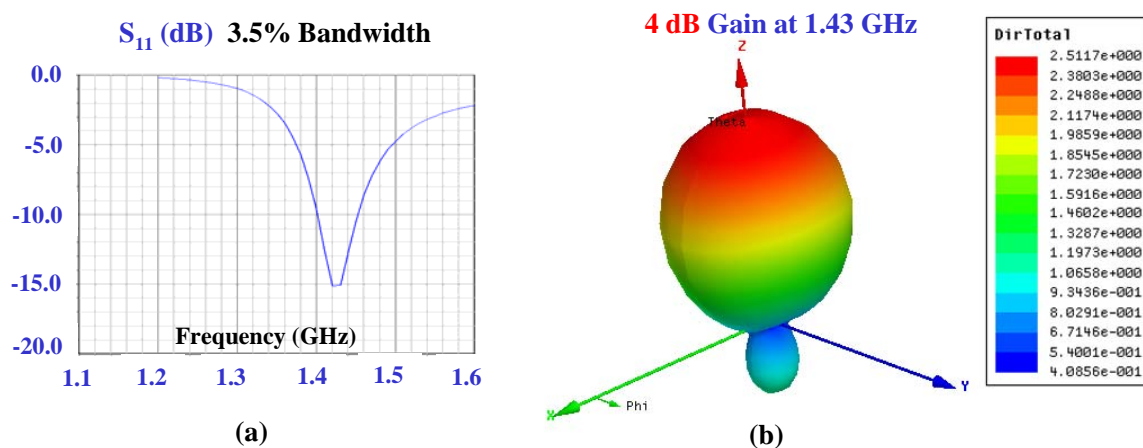 S11 (dB) 3.5% Bandwidth
0.0
-5.0
-10.0
-15.0
-20.0
Frequency (GHz)
1.1 1.2 1.3 1.4 1.5 1.6
(a)
4 dB Gain at 1.43 GHz
Z
Theta
X
Phi
Y
(b)
DirTotal
2.5117e+000
2.3803e+000
2.2488e+000
2.1174e+000
1.9859e+000
1.8545e+000
1.7230e+000
1.5916e+000
1.4602e+000
1.3287e+000
1.1973e+000
1.0658e+000
9.3436e-001
8.0291e-001
6.7146e-001
5.4001e-001
4.0856e-001